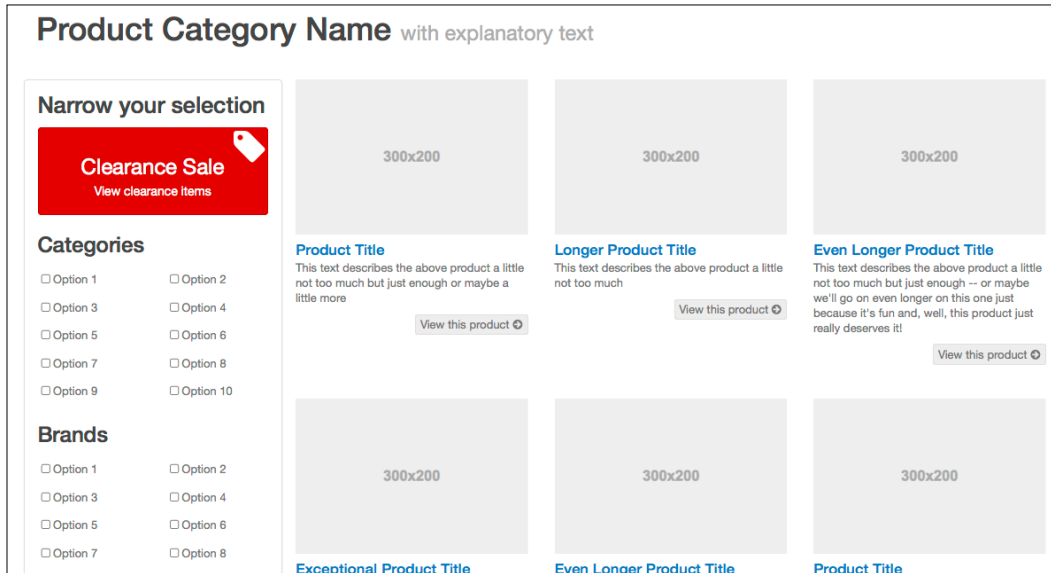 Product Category Name with explanatory text
Narrow your selection
Clearance Sale
View clearance items
Categories
Option 1
Option 2
Option 3
Option 4
Option 5
Option 6
Option 7
Option 8
Option 9
Option 10
Brands
Option 1
Option 2
Option 3
Option 4
Option 5
Option 6
Option 7
Option 8
300x200
Product Title
This text describes the above product a little
not too much but just enough or maybe a
little more
View this product
300x200
Longer Product Title
This text describes the above product a little
not too much
View this product
300x200
Even Longer Product Title
This text describes the above product a little
not too much but just enough -- or maybe
we'll go on even longer on this one just
because it's fun and, well, this product just
really deserves it!
View this product
300x200
Exceptional Product Title
300x200
Even Longer Product Title
300x200
Product Title